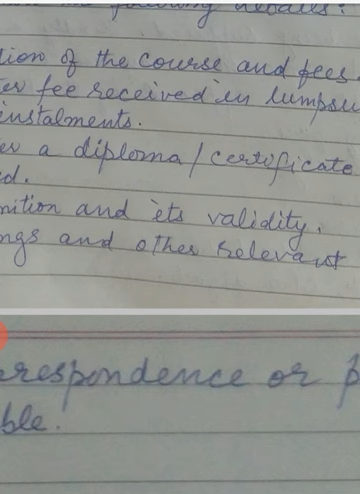 the following details:
tion of the course and fees.
er fee received in lumpsu
instalments.
er a diploma/certificate
d.
nition and its validity.
ngs and other relevant
rrespondence or p
ble.